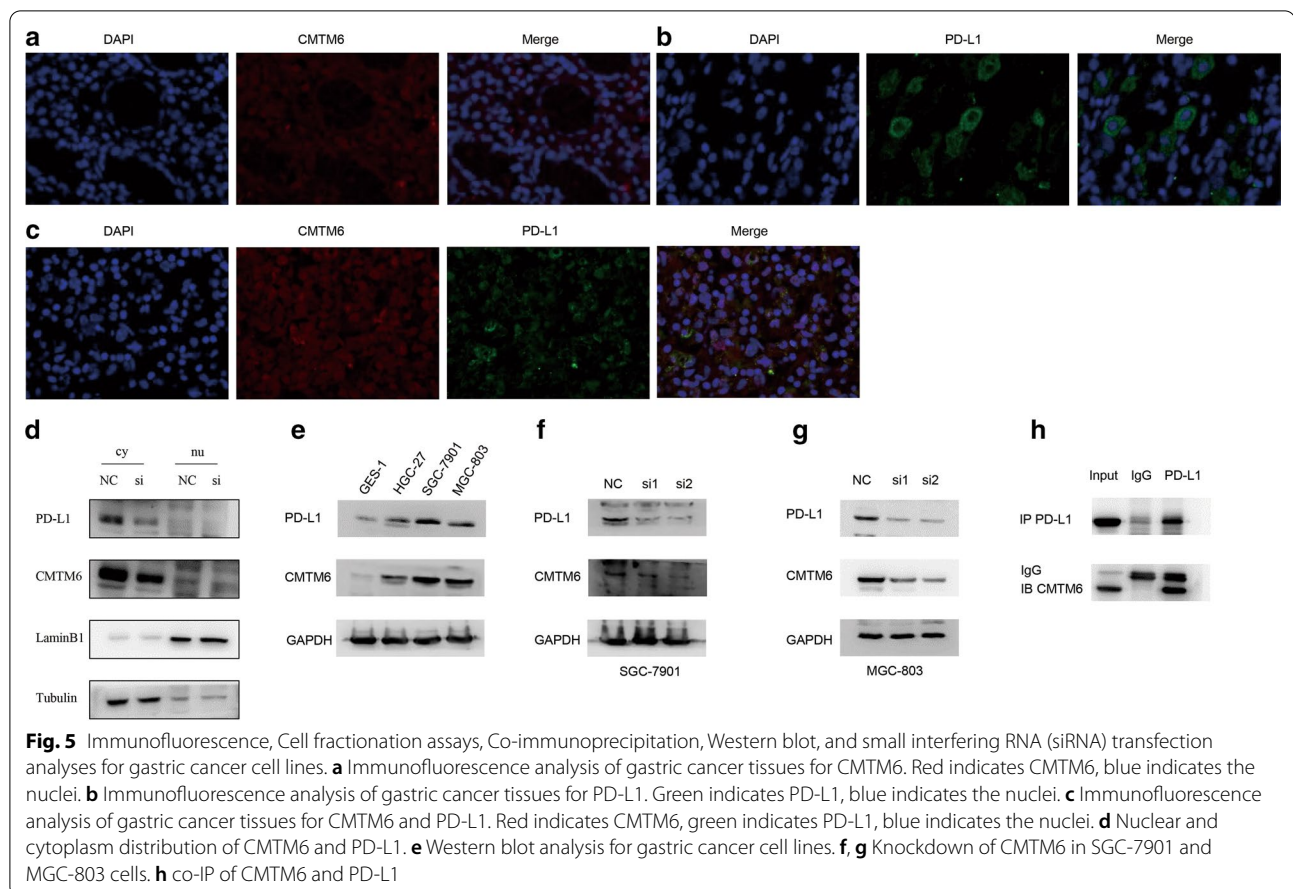 a
b
DAPI CMTM6 Merge DAPI PD-L1 Merge
c
DAPI CMTM6 PD-L1 Merge
d
cy nu
NC si NC si
PD-L1
CMTM6
LaminB1
Tubulin
e
GES-1 HGC-27 SGC-7901 MGC-803
PD-L1
CMTM6
GAPDH
f
NC si1 si2
PD-L1
CMTM6
GAPDH
SGC-7901
g
NC si1 si2
PD-L1
CMTM6
GAPDH
MGC-803
h
Input IgG PD-L1
IP PD-L1
IgG
IB CMTM6
Fig. 5 Immunofluorescence, Cell fractionation assays, Co-immunoprecipitation, Western blot, and small interfering RNA (siRNA) transfection
analyses for gastric cancer cell lines. a Immunofluorescence analysis of gastric cancer tissues for CMTM6. Red indicates CMTM6, blue indicates the
nuclei. b Immunofluorescence analysis of gastric cancer tissues for PD-L1. Green indicates PD-L1, blue indicates the nuclei. c Immunofluorescence
analysis of gastric cancer tissues for CMTM6 and PD-L1. Red indicates CMTM6, green indicates PD-L1, blue indicates the nuclei. d Nuclear and
cytoplasm distribution of CMTM6 and PD-L1. e Western blot analysis for gastric cancer cell lines. f, g Knockdown of CMTM6 in SGC-7901 and
MGC-803 cells. h co-IP of CMTM6 and PD-L1